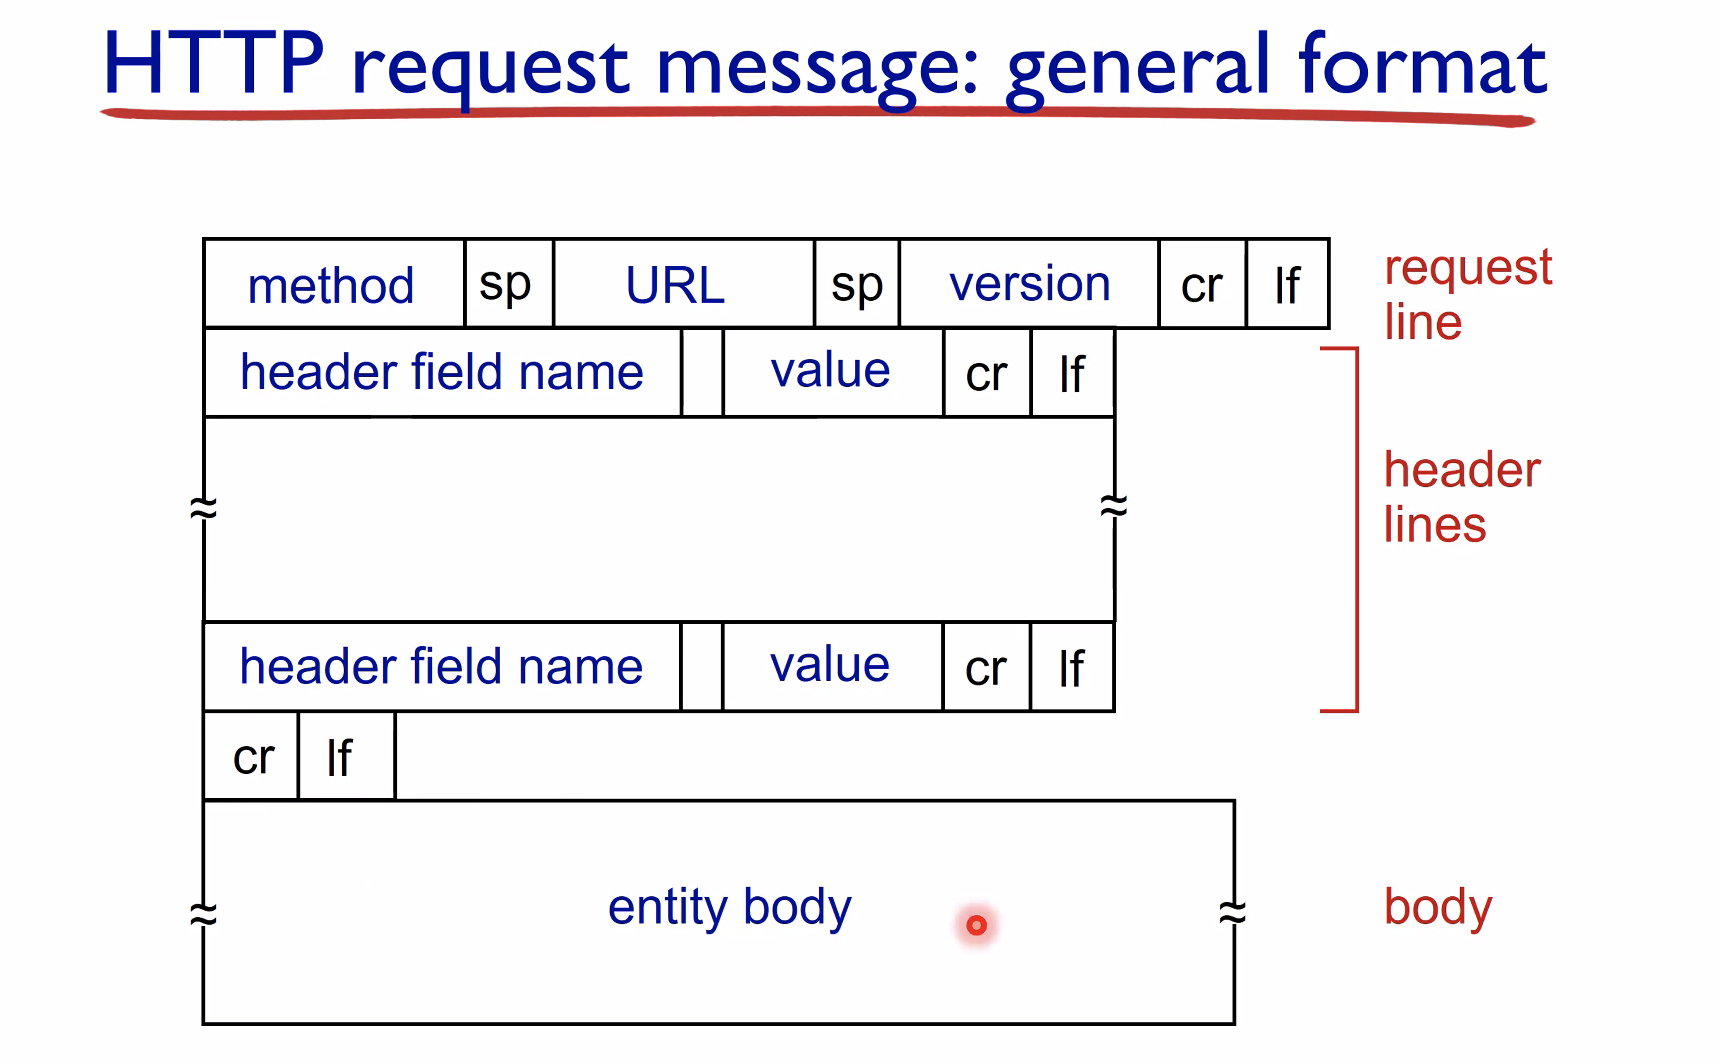 HTTP request message: general format
method sp URL sp version cr lf
request
line
header field name value cr lf
header
lines
header field name value cr lf
cr lf
entity body
body